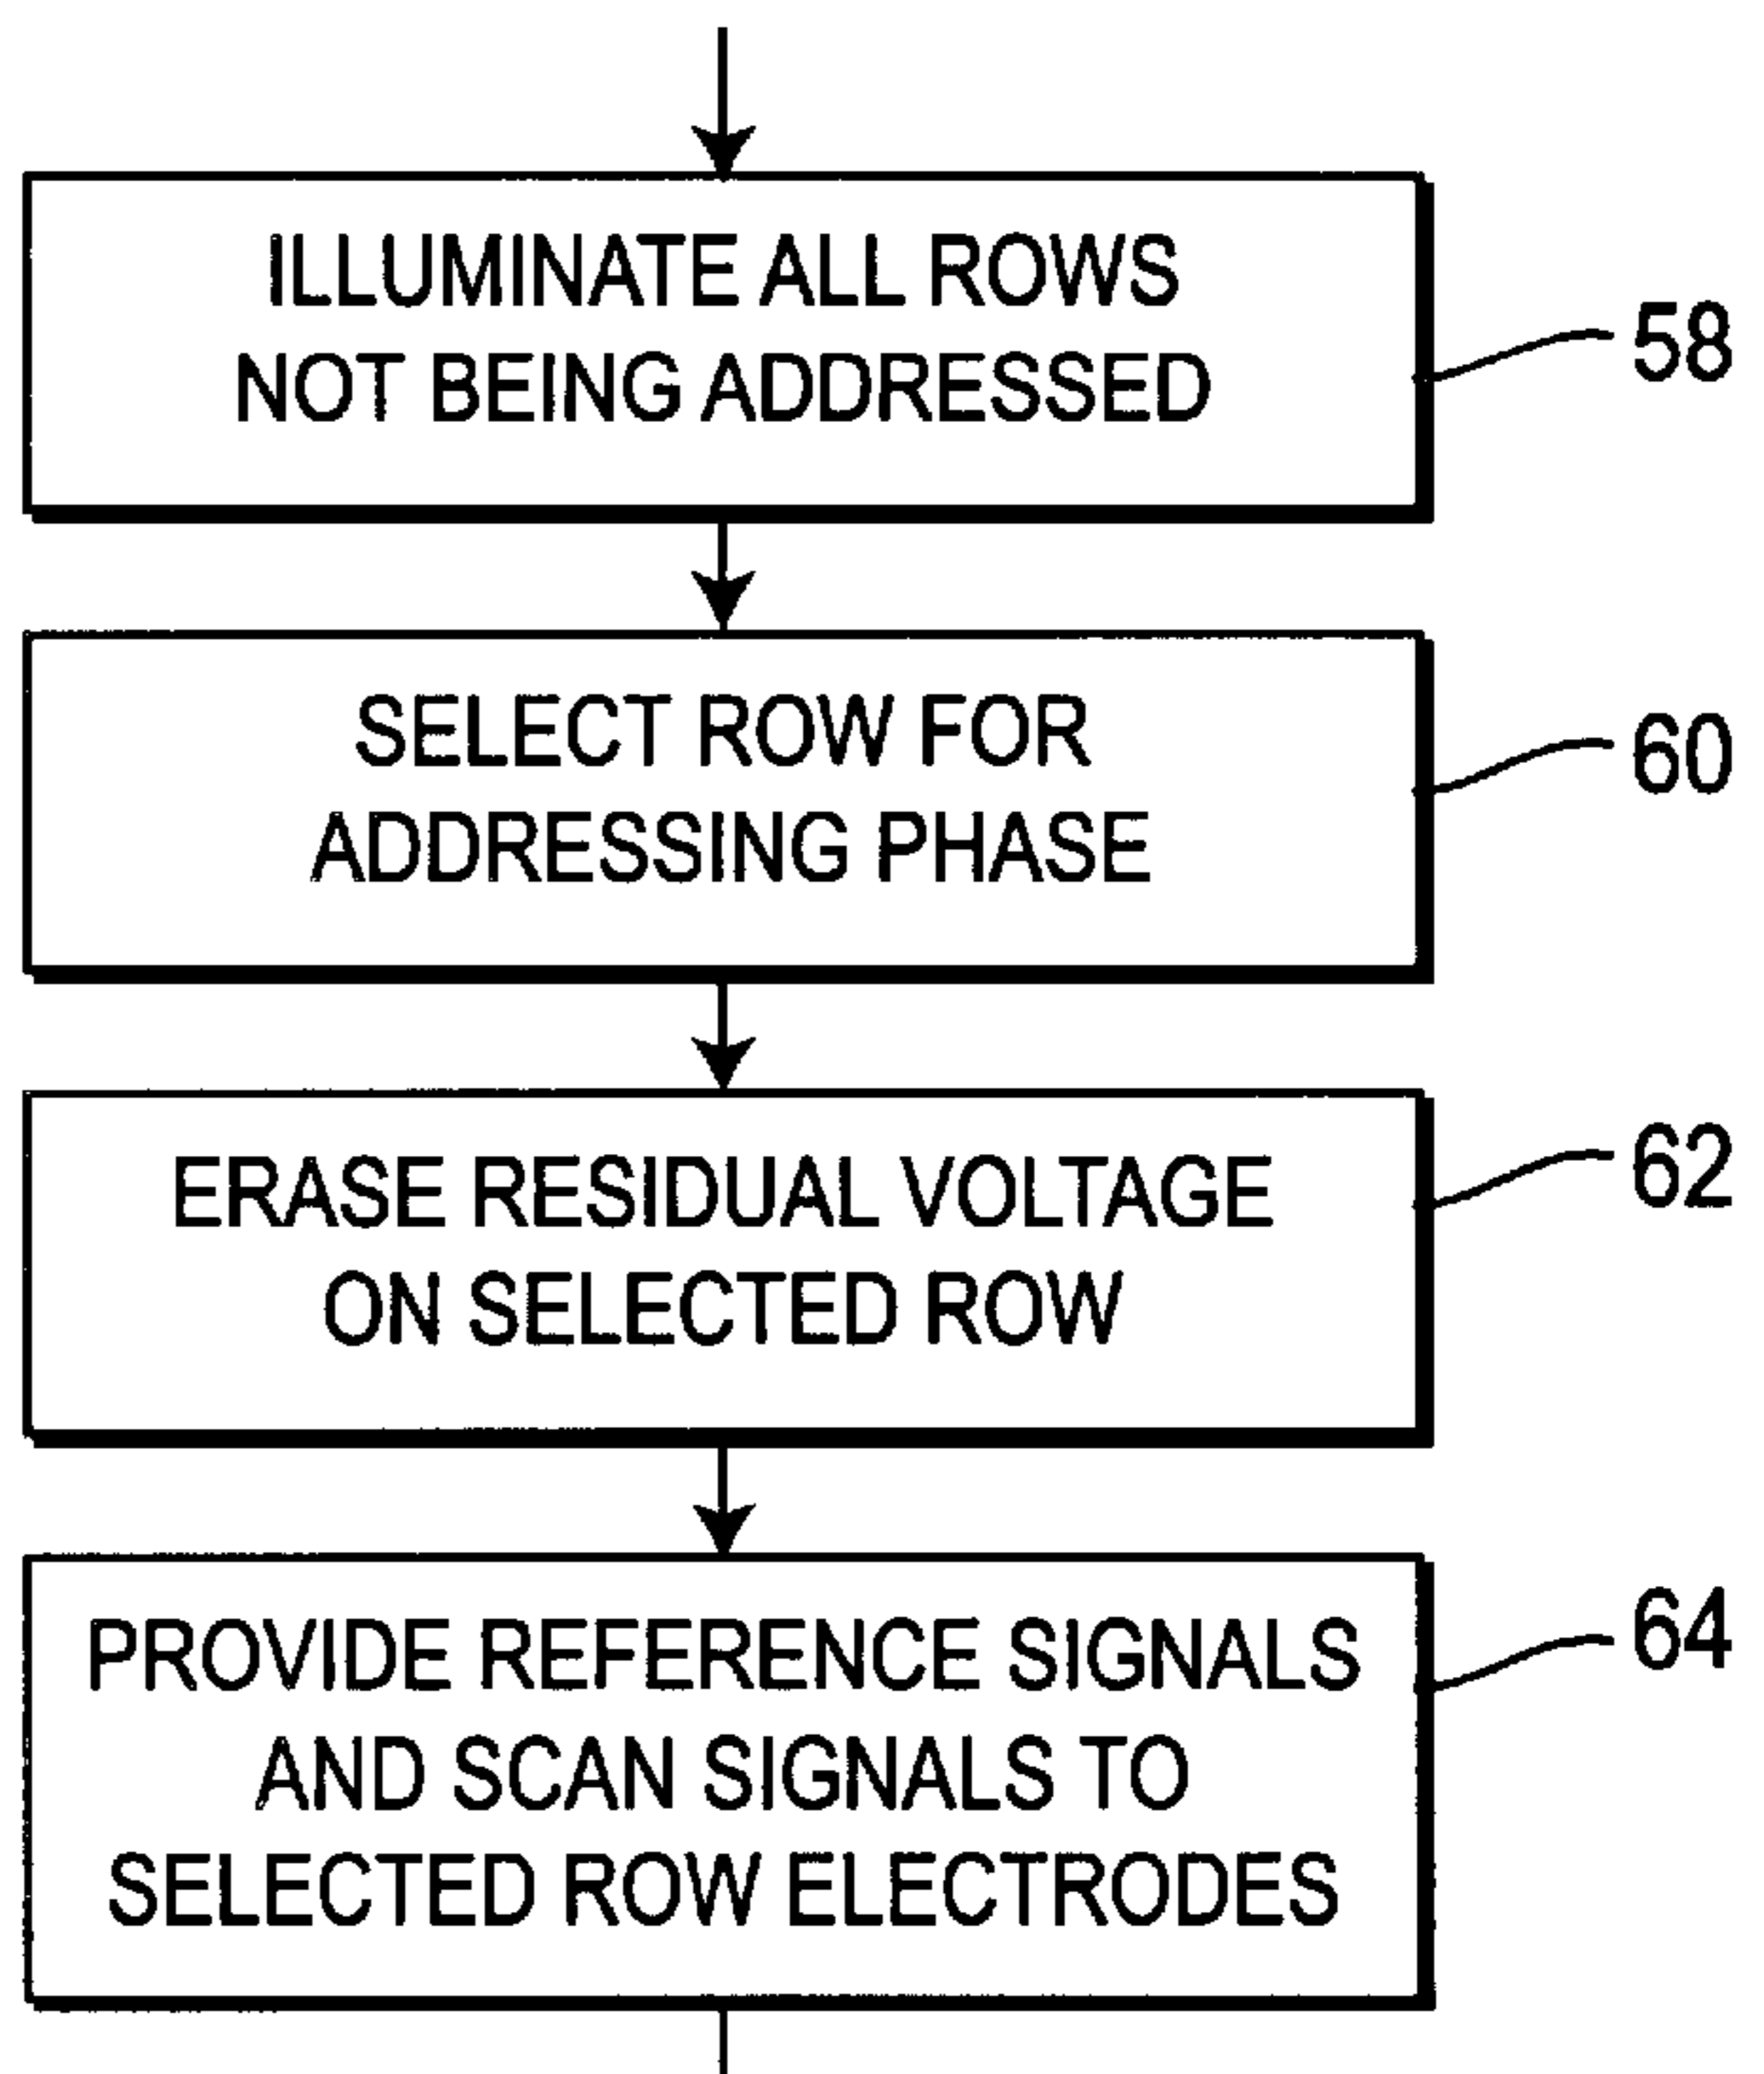 ILLUMINATE ALL ROWS
NOT BEING ADDRESSED
58
SELECT ROW FOR
ADDRESSING PHASE
60
ERASE RESIDUAL VOLTAGE
ON SELECTED ROW
62
PROVIDE REFERENCE SIGNALS
AND SCAN SIGNALS TO
SELECTED ROW ELECTRODES
64